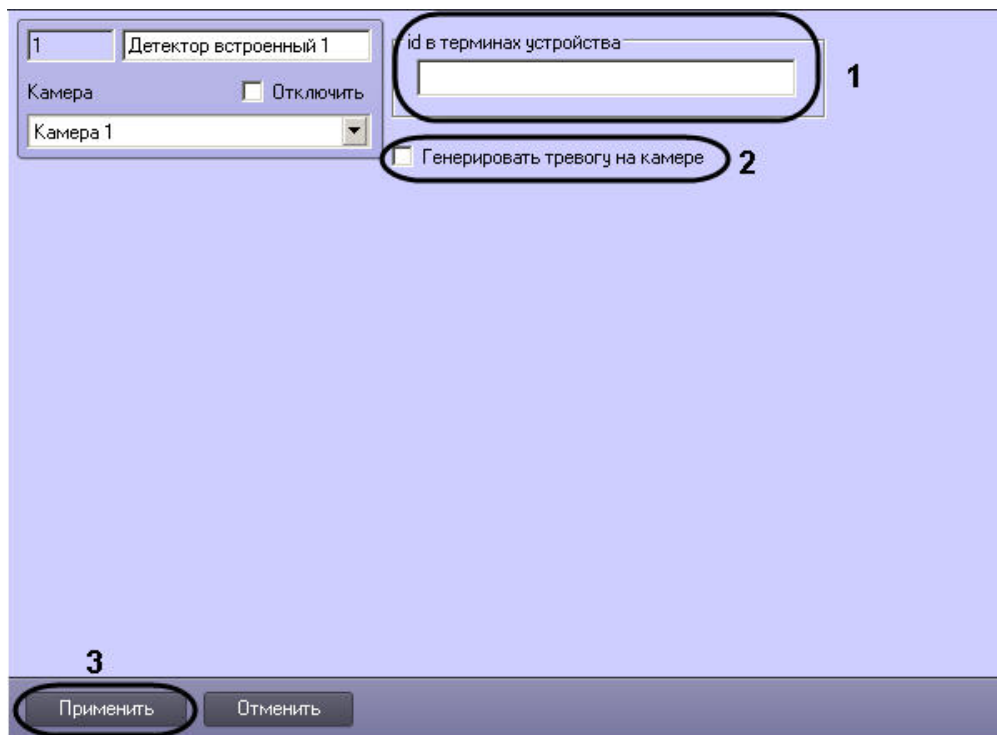 1 Детектор встроенный 1
Камера Отключить
Камера 1
id в терминах устройства
1
Генерировать тревогу на камере
2
3
Применить Отменить